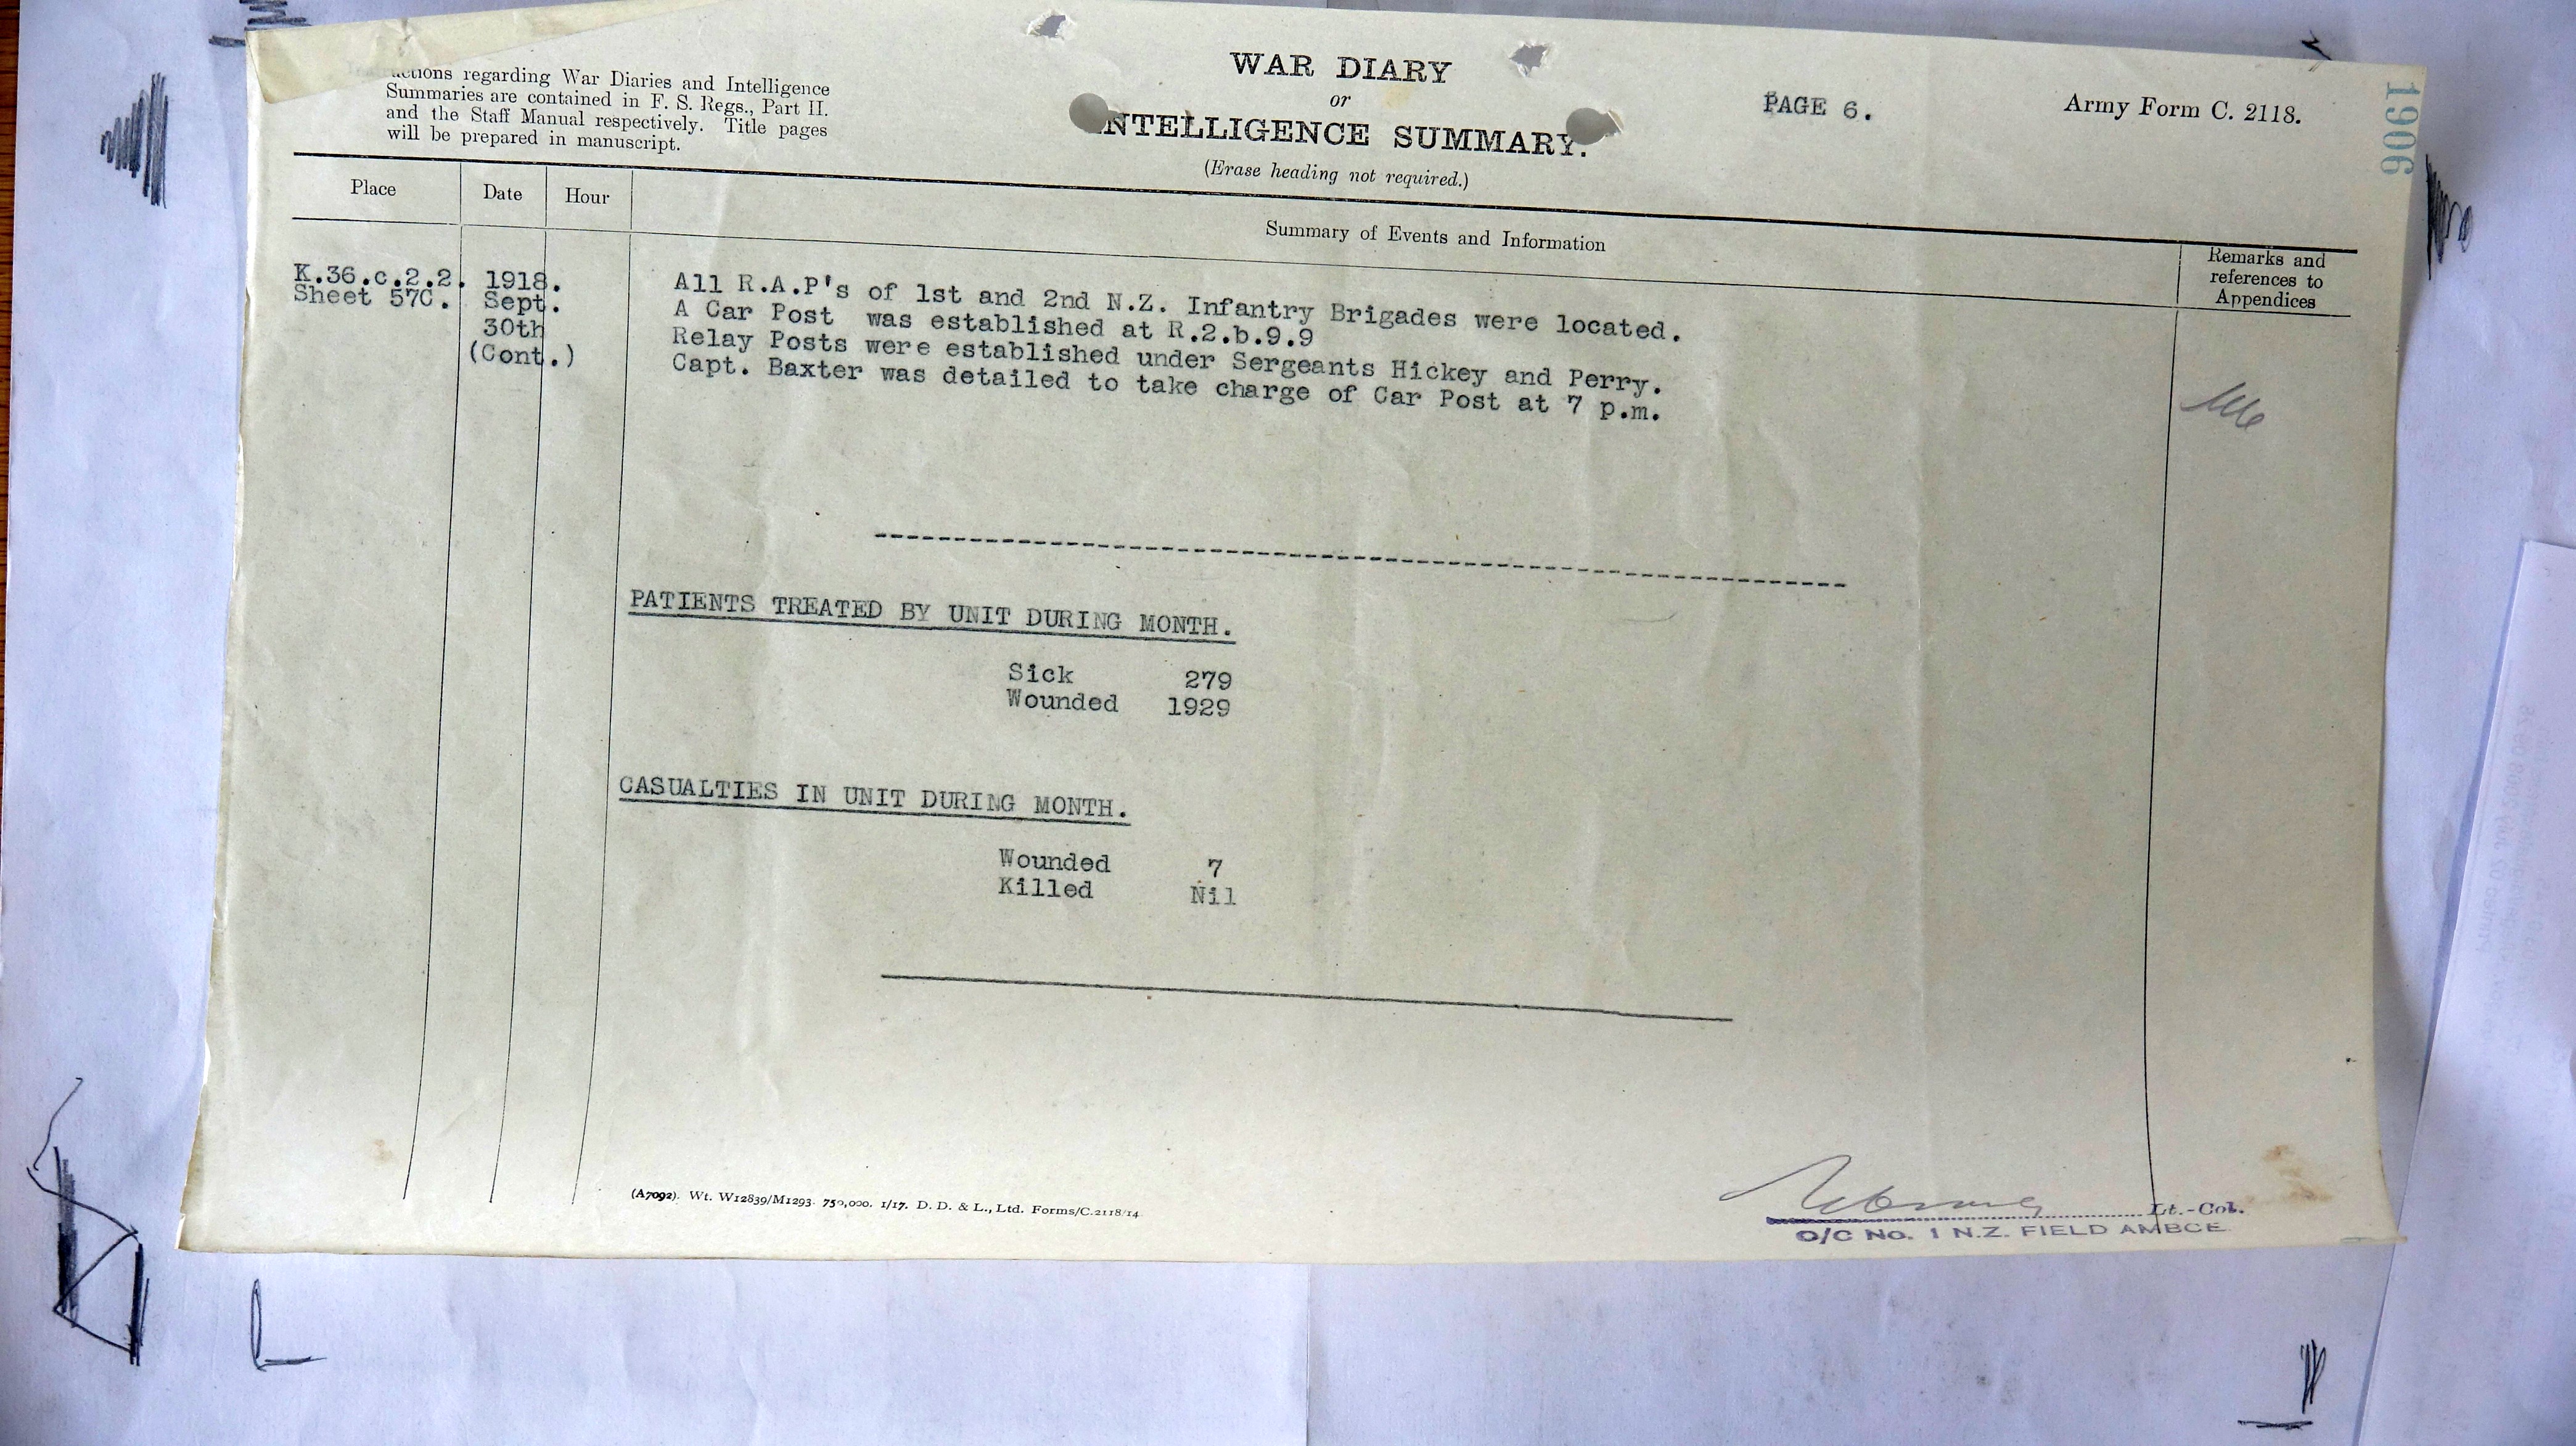 WAR DIARY
or
INTELLIGENCE SUMMARY.
(Erase heading not required.)
PAGE 6.
Army Form C. 2118.
1906
Instructions regarding War Diaries and Intelligence
Summaries are contained in F. S. Regs., Part II.
and the Staff Manual respectively. Title pages
will be prepared in manuscript.
Place
Date
Hour
Summary of Events and Information
Remarks and
references to
Appendices
K.36.c.2.2.
Sheet 57C.
1918.
Sept.
30th
(Cont.)
All R.A.P's of 1st and 2nd N.Z. Infantry Brigades were located.
A Car Post was established at R.2.b.9.9
Relay Posts were established under Sergeants Hickey and Perry.
Capt. Baxter was detailed to take charge of Car Post at 7 p.m.
PATIENTS TREATED BY UNIT DURING MONTH.
Sick 279
Wounded 1929
CASUALTIES IN UNIT DURING MONTH.
Wounded 7
Killed Nil
(A7092). Wt. W12839/M1293. 750,000. 1/17. D. D. & L., Ltd. Forms/C.2118/14.
Lt.-Col.
O/C No. 1 N.Z. FIELD AMBCE.